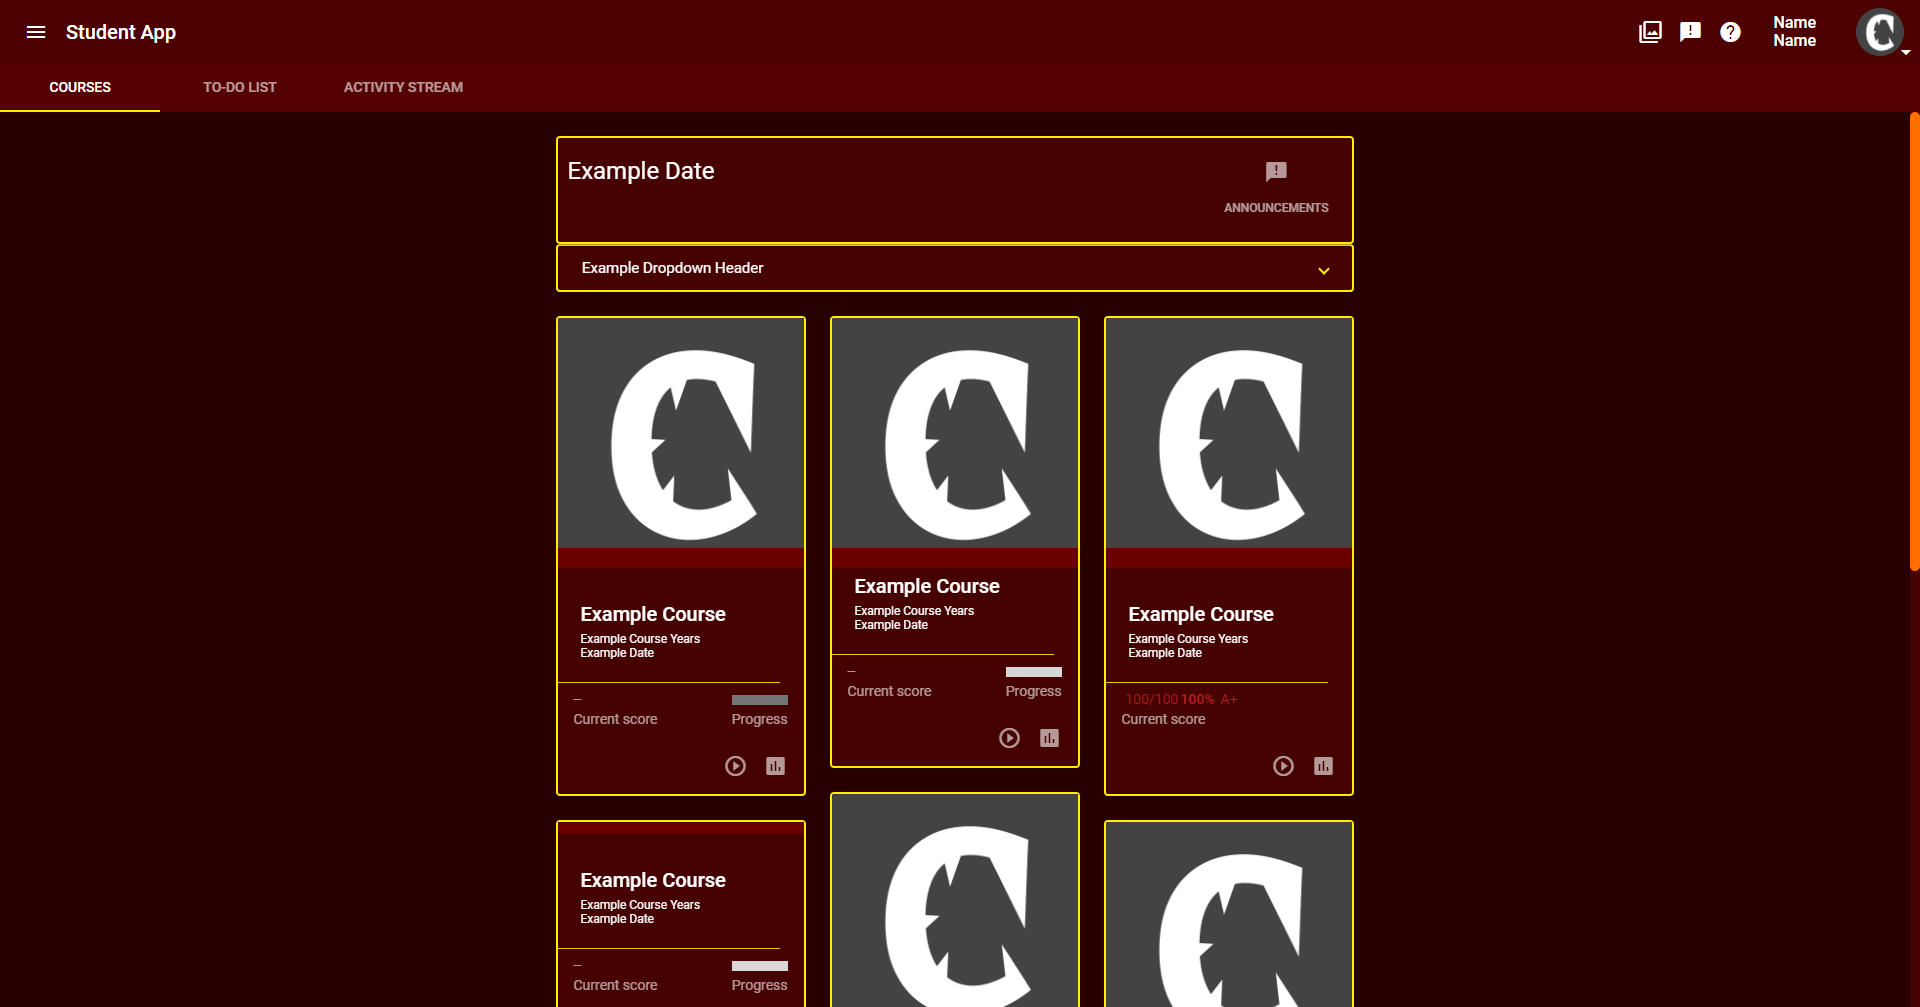 Student App
Name
Name
COURSES
TO-DO LIST
ACTIVITY STREAM
Example Date
ANNOUNCEMENTS
Example Dropdown Header
Example Course
Example Course Years
Example Date
–
Current score
Progress
Example Course
Example Course Years
Example Date
–
Current score
Progress
Example Course
Example Course Years
Example Date
100/100 100% A+
Current score
Example Course
Example Course Years
Example Date
–
Current score
Progress